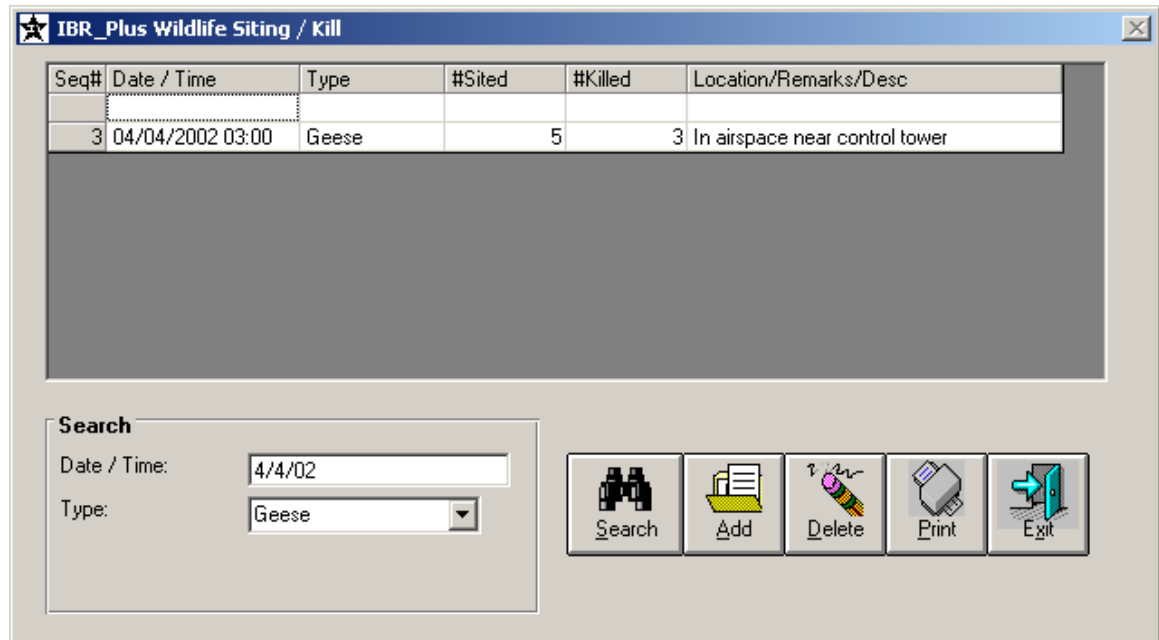 IBR_Plus Wildlife Siting / Kill
Seq# Date / Time Type #Sited #Killed Location/Remarks/Desc
3 04/04/2002 03:00 Geese 5 3 In airspace near control tower
Search
Date / Time: 4/4/02
Type: Geese
Search Add Delete Print Exit